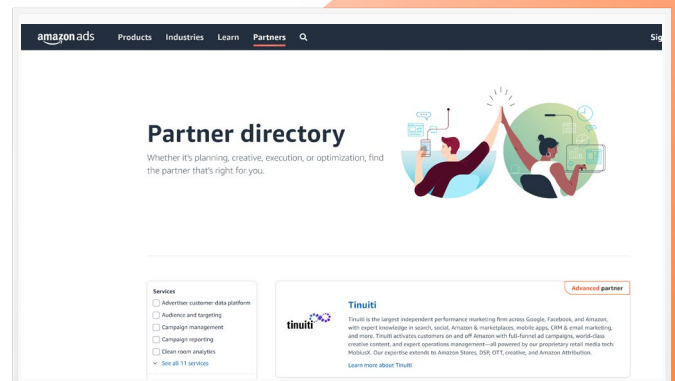 amazon ads Products Industries Learn Partners
Partner directory
Whether it's planning, creative, execution, or optimization, find
the partner that's right for you.
Services
Advertiser customer data platform
Audience and targeting
Campaign management
Campaign reporting
Clean room analytics
See all 11 services
Advanced partner
tinuiti
Tinuiti
Tinuiti is the largest independent performance marketing firm across Google, Facebook, and Amazon,
with expert knowledge in search, social, Amazon & marketplaces, mobile apps, CRM & email marketing,
and more. Tinuiti activates customers on and off Amazon with full-funnel ad campaigns, world-class
creative content, and expert operations management—all powered by our proprietary retail media tech
MobiusX. Our expertise extends to Amazon Stores, DSP, OTT, creative, and Amazon Attribution.
Learn more about Tinuiti